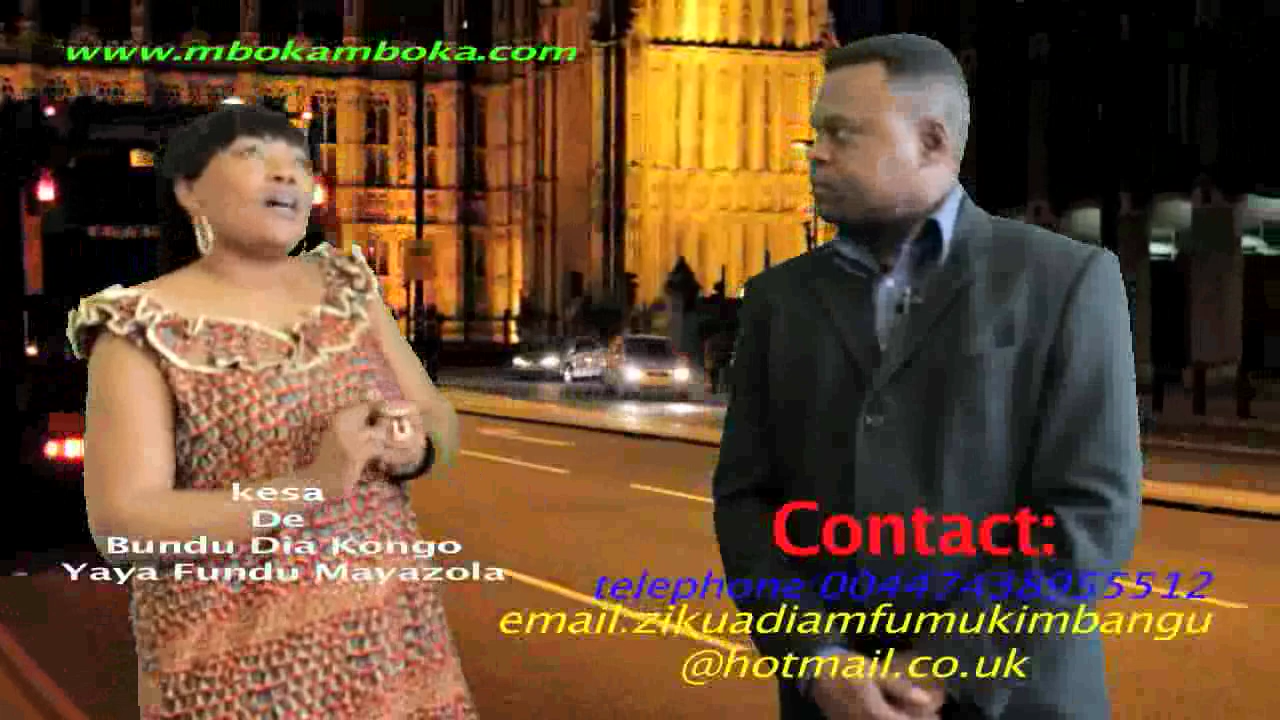 www.mbokamboka.com
kesa
De
Bundu Dia Kongo
Yaya Fundu Mayazola
Contact:
telephone 00447438955512
email.zikuadiamfumukimbangu
@hotmail.co.uk